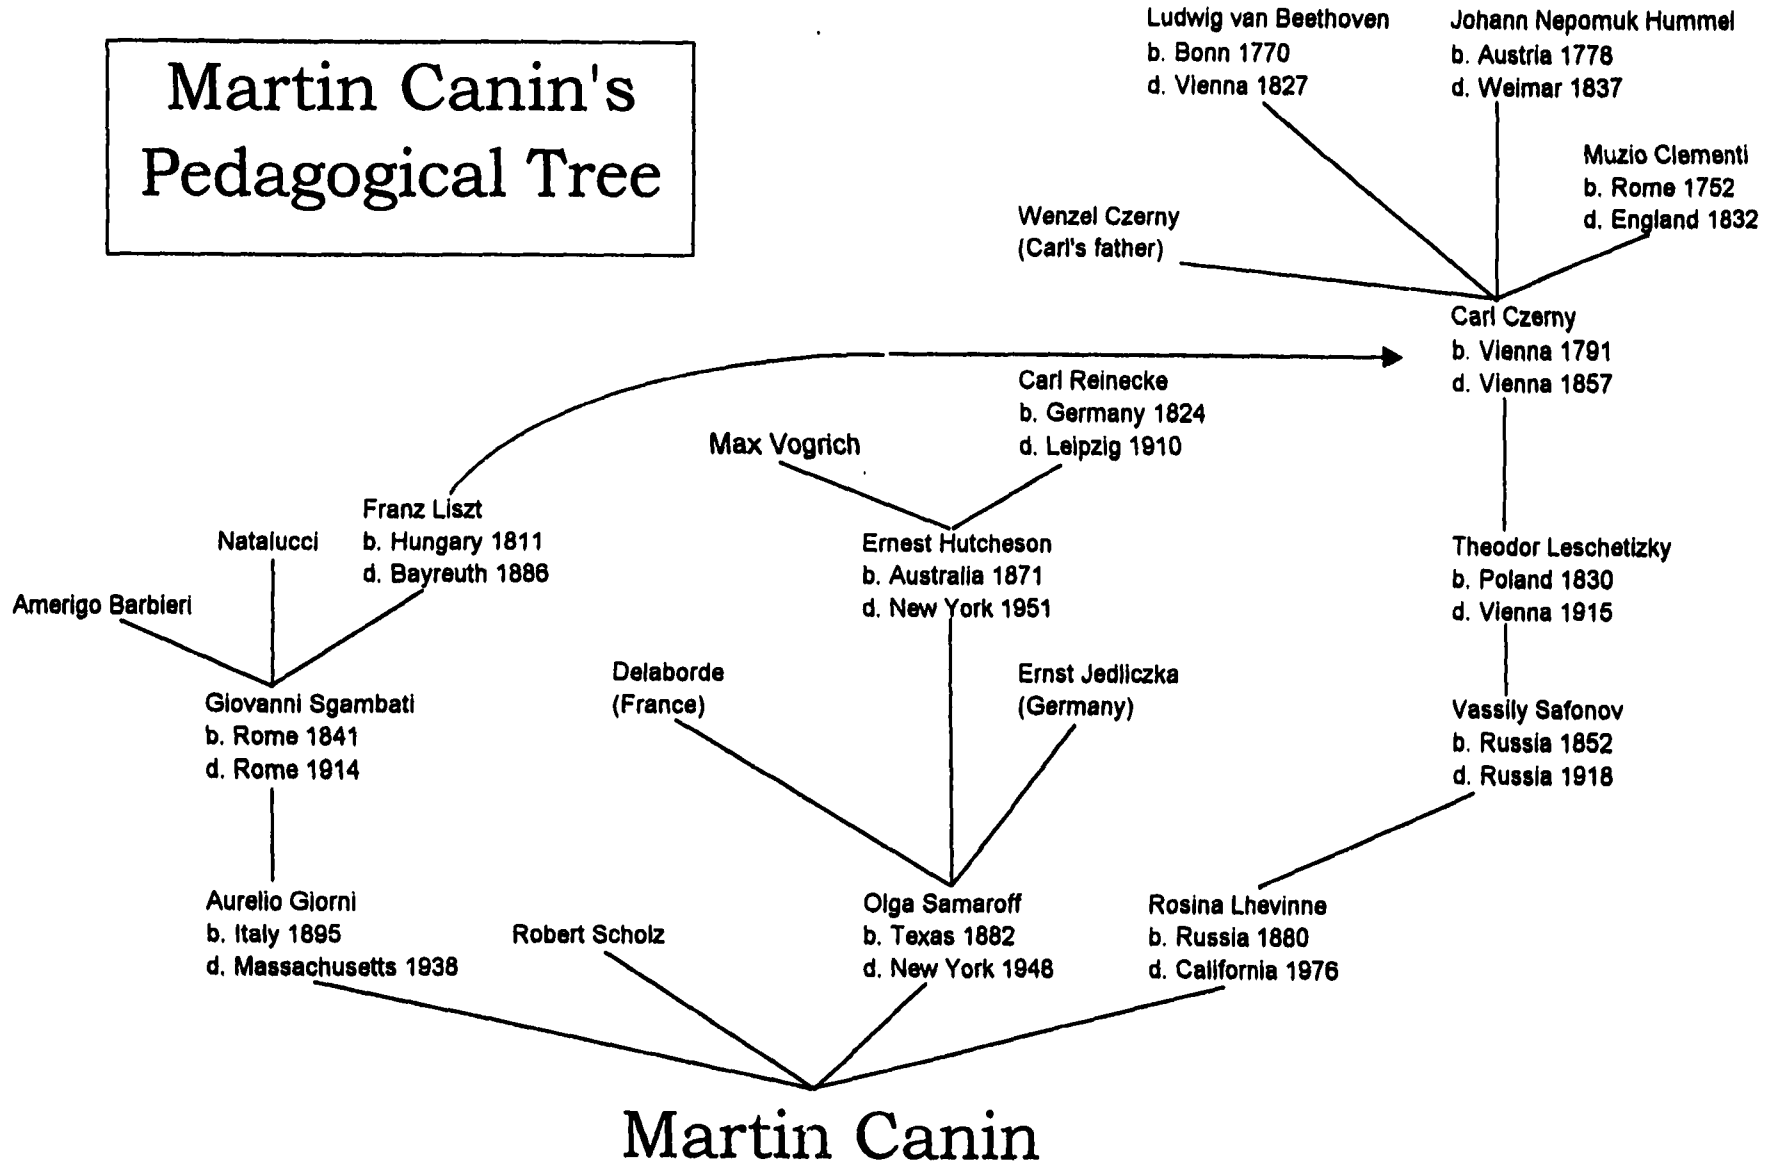 Martin Canin's
Pedagogical Tree
Ludwig van Beethoven
b. Bonn 1770
d. Vienna 1827
Johann Nepomuk Hummel
b. Austria 1778
d. Weimar 1837
Muzio Clementi
b. Rome 1752
d. England 1832
Wenzel Czerny
(Carl's father)
Carl Czerny
b. Vienna 1791
d. Vienna 1857
Carl Reinecke
b. Germany 1824
d. Leipzig 1910
Max Vogrich
Franz Liszt
b. Hungary 1811
d. Bayreuth 1886
Natalucci
Amerigo Barbieri
Ernest Hutcheson
b. Australia 1871
d. New York 1951
Theodor Leschetizky
b. Poland 1830
d. Vienna 1915
Delaborde
(France)
Ernst Jedliczka
(Germany)
Giovanni Sgambati
b. Rome 1841
d. Rome 1914
Vassily Safonov
b. Russia 1852
d. Russia 1918
Aurelio Giorni
b. Italy 1895
d. Massachusetts 1938
Robert Scholz
Olga Samaroff
b. Texas 1882
d. New York 1948
Rosina Lhevinne
b. Russia 1880
d. California 1976
Martin Canin